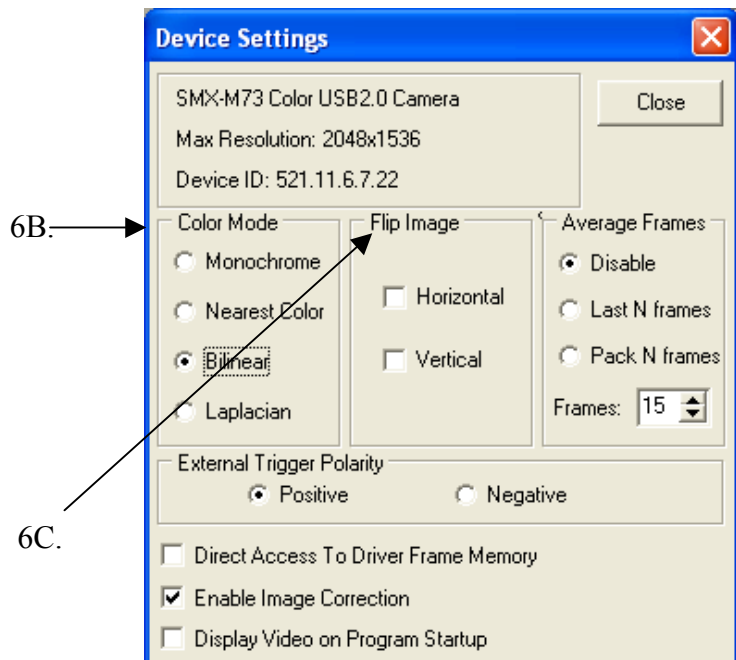 Device Settings
SMX-M73 Color USB2.0 Camera
Max Resolution: 2048x1536
Device ID: 521.11.6.7.22
Close
6B.
Color Mode
Monochrome
Nearest Color
Bilinear
Laplacian
Flip Image
Horizontal
Vertical
Average Frames
Disable
Last N frames
Pack N frames
Frames: 15
External Trigger Polarity
Positive
Negative
6C.
Direct Access To Driver Frame Memory
Enable Image Correction
Display Video on Program Startup